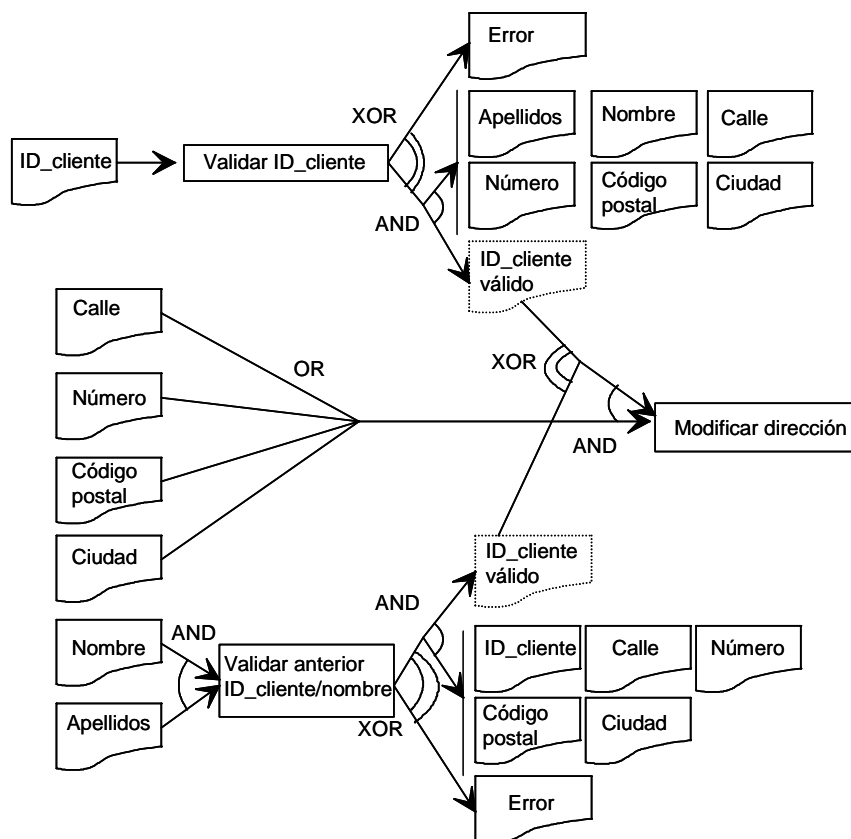 Error
XOR
Apellidos
Nombre
Calle
ID_cliente
Validar ID_cliente
Número
Código
postal
Ciudad
AND
ID_cliente
válido
Calle
OR
XOR
Número
AND
Modificar dirección
Código
postal
Ciudad
ID_cliente
válido
AND
Nombre
AND
Validar anterior
ID_cliente/nombre
ID_cliente
Calle
Número
Apellidos
XOR
Código
postal
Ciudad
Error